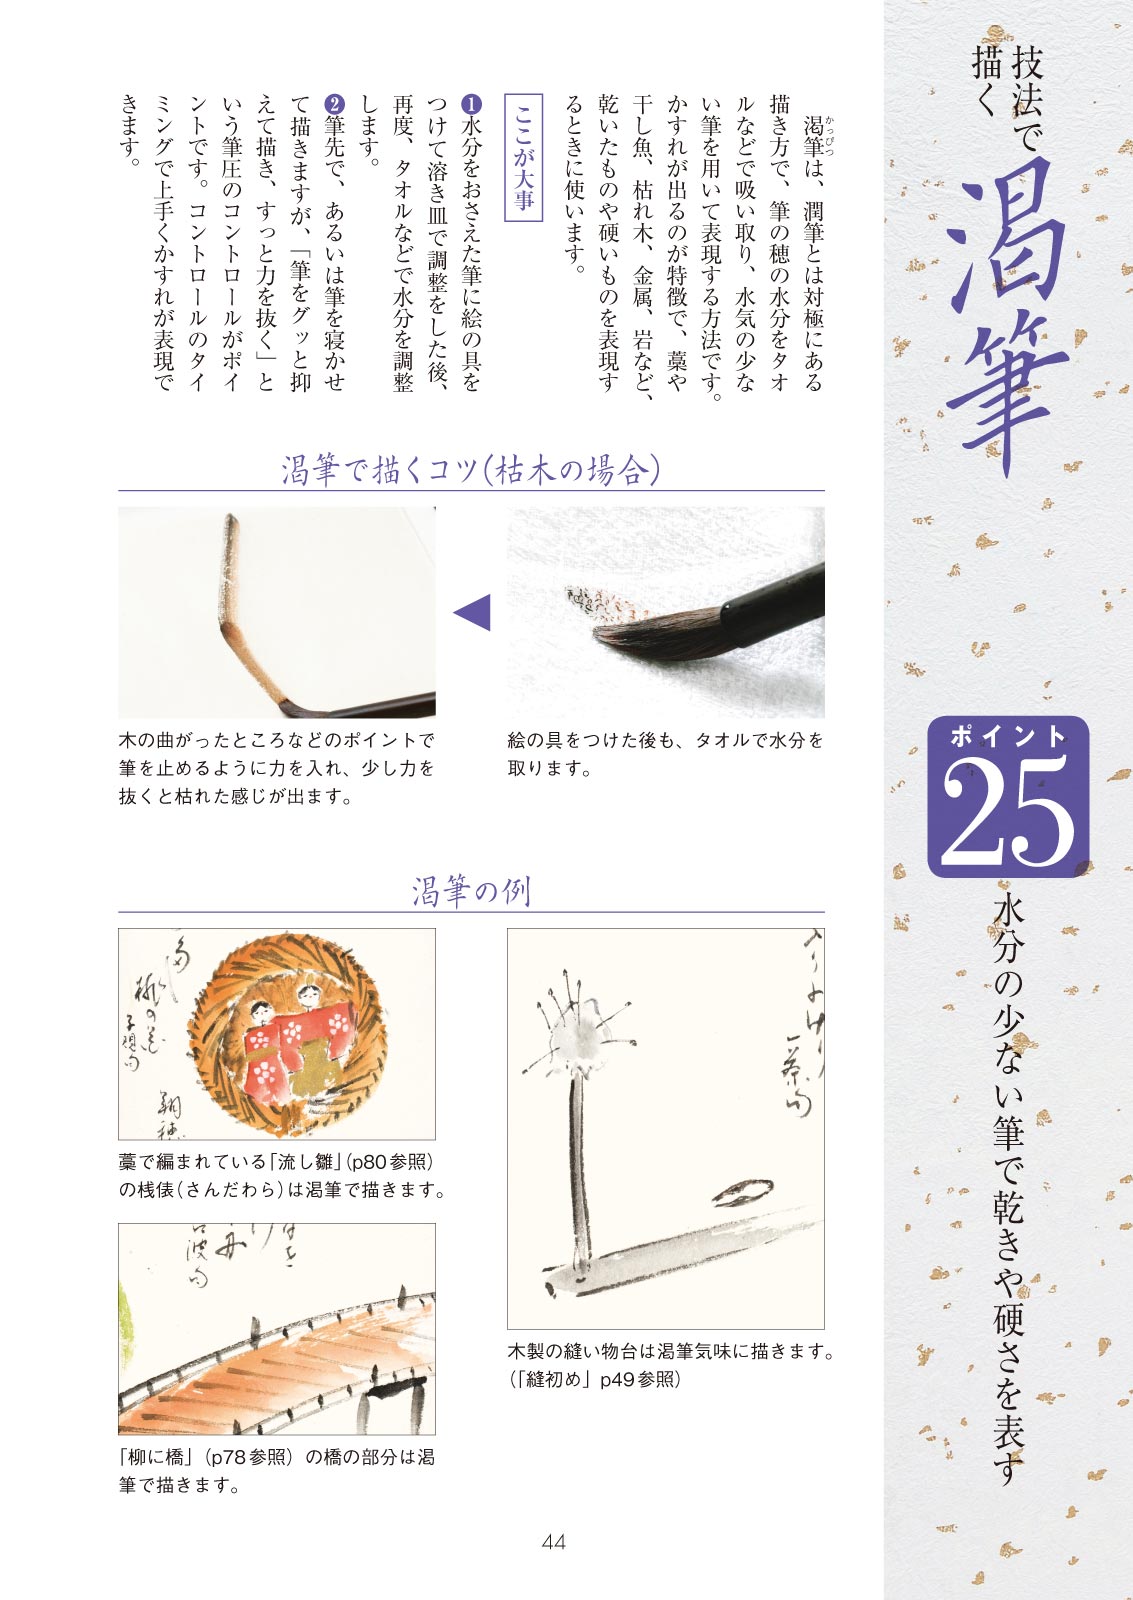 技法で
描く
渇筆
ポイント
25
水分の少ない筆で乾きや硬さを表す
かっぴつ
渇筆は、潤筆とは対極にある
描き方で、筆の穂の水分をタオ
ルなどで吸い取り、水気の少な
い筆を用いて表現する方法です。
かすれが出るのが特徴で、藁や
干し魚、枯れ木、金属、岩など、
乾いたものや硬いものを表現す
るときに使います。
ここが大事
❶水分をおさえた筆に絵の具を
つけて溶き皿で調整をした後、
再度、タオルなどで水分を調整
します。
❷筆先で、あるいは筆を寝かせ
て描きますが、「筆をグッと抑
えて描き、すっと力を抜く」と
いう筆圧のコントロールがポイ
ントです。コントロールのタイ
ミングで上手くかすれが表現で
きます。
渇筆で描くコツ（枯木の場合）
絵の具をつけた後も、タオルで水分を
取ります。
木の曲がったところなどのポイントで
筆を止めるように力を入れ、少し力を
抜くと枯れた感じが出ます。
渇筆の例
一茶句
木製の縫い物台は渇筆気味に描きます。
（「縫初め」p49参照）
桃の花
子規句
翔穂
藁で編まれている「流し雛」（p80参照）
の桟俵（さんだわら）は渇筆で描きます。
「柳に橋」（p78参照）の橋の部分は渇
筆で描きます。
44